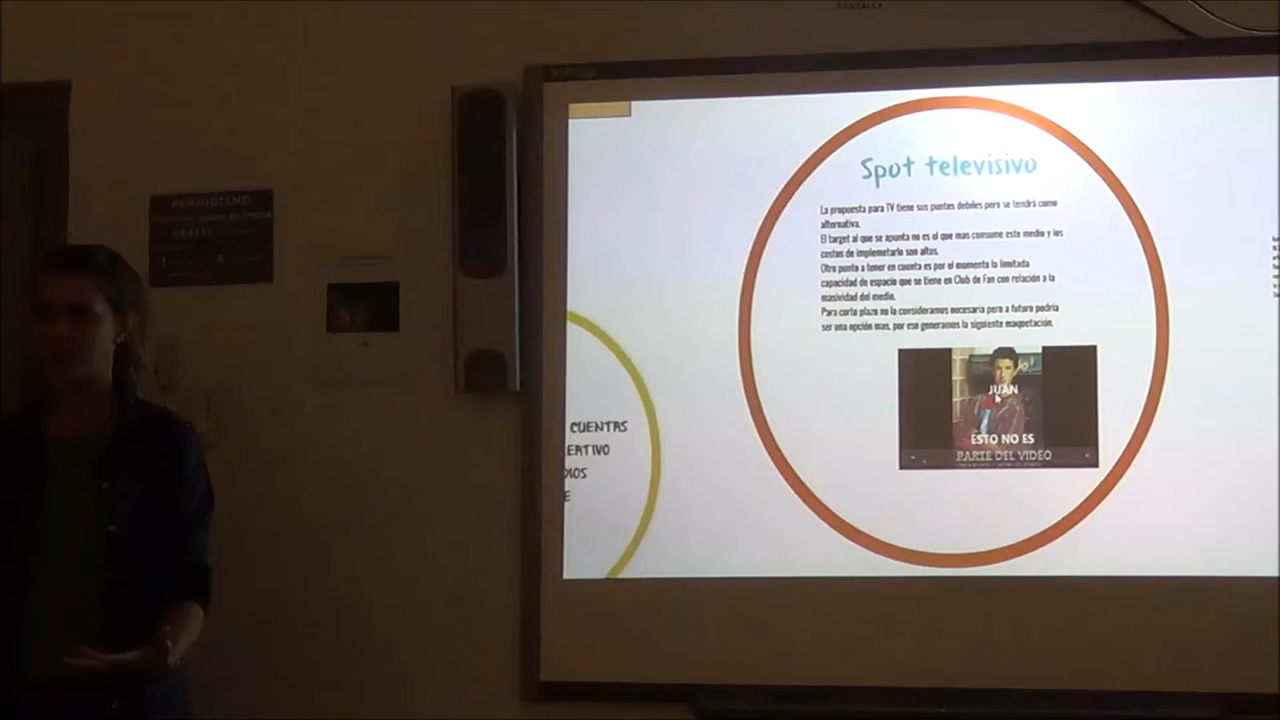 PANTALLA
PERIODISMO
GRATIS
Spot televisivo
La propuesta para TV tiene sus puntos debiles pero se tendrá como
alternativa.
El target al que se apunta no es el que mas consume este medio y los
costos de implemetarlo son altos.
Otro punto a tener en cuenta es por el momento la limitada
capacidad de espacio que se tiene en Club de Fan con relación a la
masividad del medio.
Para corto plazo no la consideramos necesaria pero a futuro podría
ser una opción mas, por eso generamos la siguiente maquetación.
JUAN
ESTO NO ES
PARTE DEL VIDEO
CUENTAS
EATIVO
DIOS
E